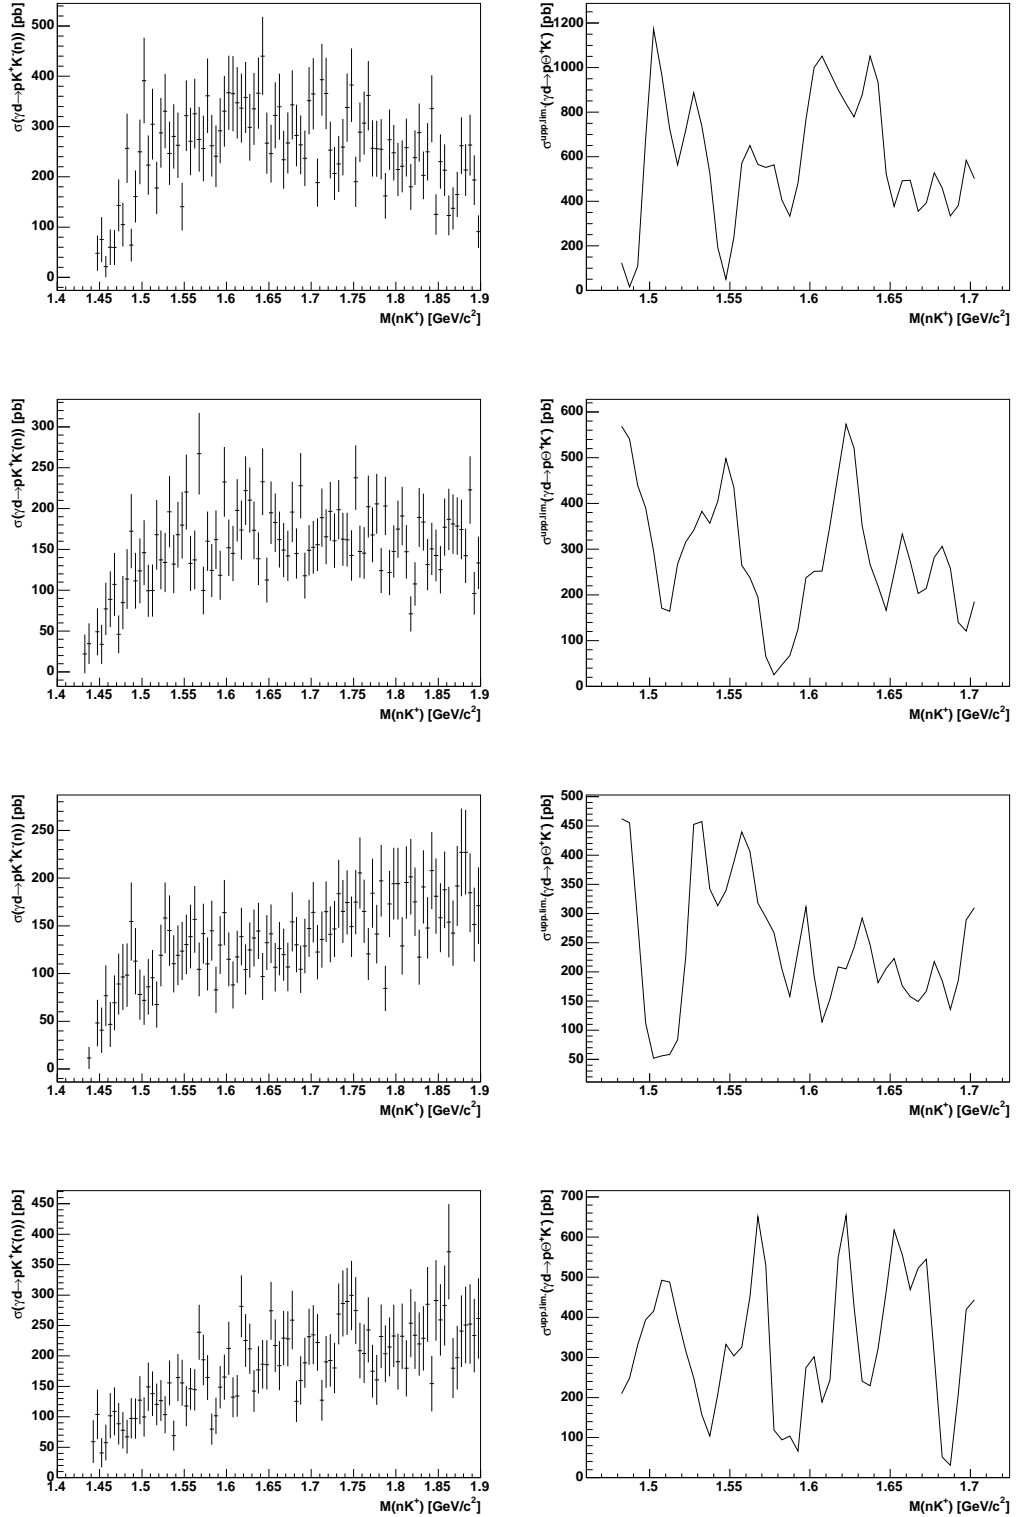 σ(γd→pK⁺K⁻(n)) [pb]
500
400
300
200
100
0
1.4 1.45 1.5 1.55 1.6 1.65 1.7 1.75 1.8 1.85 1.9
M(nK⁺) [GeV/c²]
σᵘᵖᵖ·ˡⁱᵐ·(γd→pΘ⁺K⁻) [pb]
1200
1000
800
600
400
200
0
1.5 1.55 1.6 1.65 1.7
M(nK⁺) [GeV/c²]
σ(γd→pK⁺K⁻(n)) [pb]
300
250
200
150
100
50
0
1.4 1.45 1.5 1.55 1.6 1.65 1.7 1.75 1.8 1.85 1.9
M(nK⁺) [GeV/c²]
σᵘᵖᵖ·ˡⁱᵐ·(γd→pΘ⁺K⁻) [pb]
600
500
400
300
200
100
0
1.5 1.55 1.6 1.65 1.7
M(nK⁺) [GeV/c²]
σ(γd→pK⁺K⁻(n)) [pb]
250
200
150
100
50
0
1.4 1.45 1.5 1.55 1.6 1.65 1.7 1.75 1.8 1.85 1.9
M(nK⁺) [GeV/c²]
σᵘᵖᵖ·ˡⁱᵐ·(γd→pΘ⁺K⁻) [pb]
500
450
400
350
300
250
200
150
100
50
1.5 1.55 1.6 1.65 1.7
M(nK⁺) [GeV/c²]
σ(γd→pK⁺K⁻(n)) [pb]
450
400
350
300
250
200
150
100
50
0
1.4 1.45 1.5 1.55 1.6 1.65 1.7 1.75 1.8 1.85 1.9
M(nK⁺) [GeV/c²]
σᵘᵖᵖ·ˡⁱᵐ·(γd→pΘ⁺K⁻) [pb]
700
600
500
400
300
200
100
0
1.5 1.55 1.6 1.65 1.7
M(nK⁺) [GeV/c²]